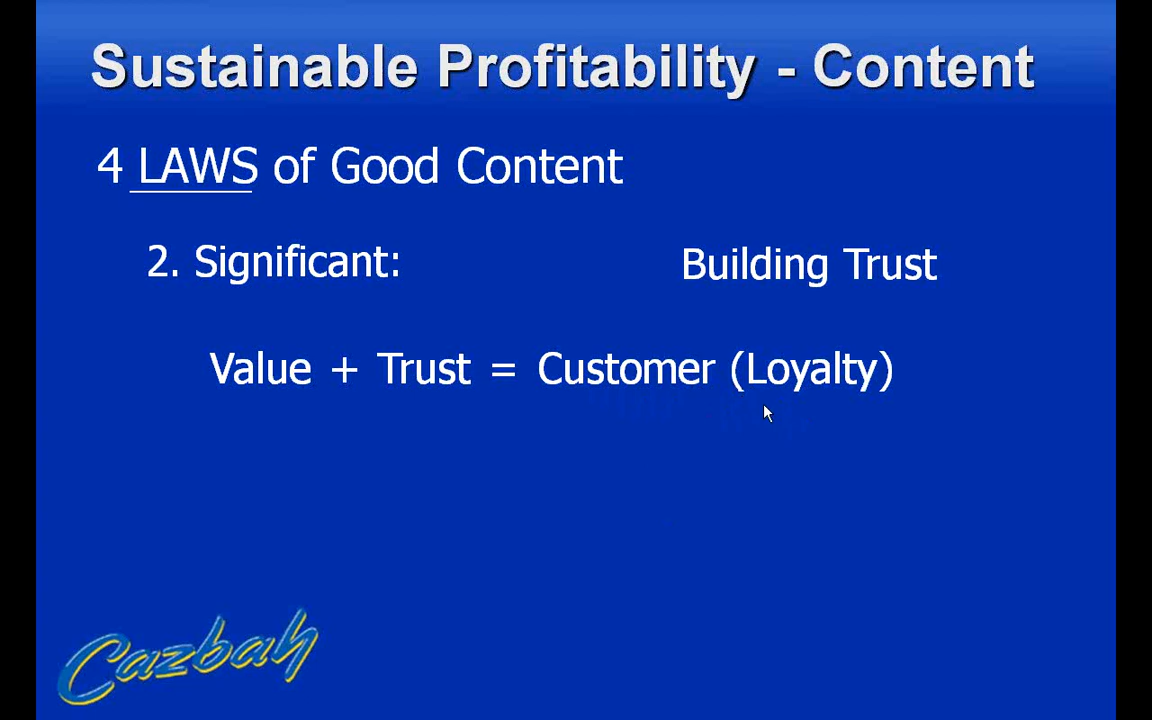 Sustainable Profitability - Content
4 LAWS of Good Content
2. Significant: Building Trust
Value + Trust = Customer (Loyalty)
Cazbah